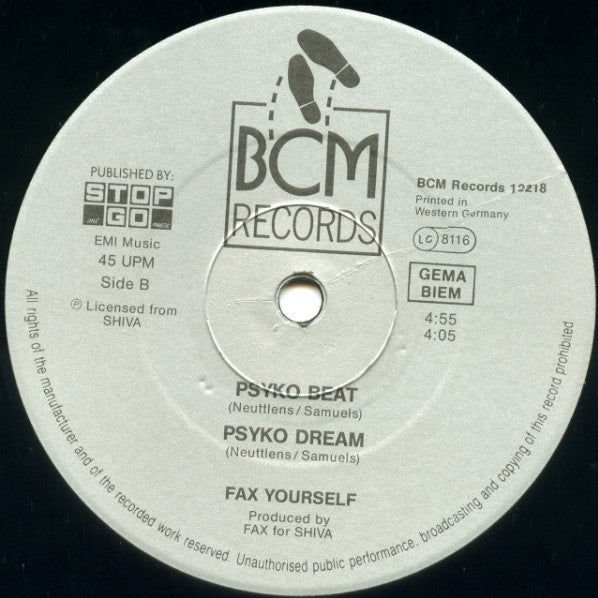 BCM
RECORDS
PUBLISHED BY:
STOP
and GO music
EMI Music
45 UPM
Side B
℗ Licensed from
SHIVA
BCM Records 12218
Printed in
Western Germany
LC 8116
GEMA
BIEM
4:55
4:05
PSYKO BEAT
(Neuttlens/Samuels)
PSYKO DREAM
(Neuttlens/Samuels)
FAX YOURSELF
Produced by
FAX for SHIVA
All rights of the manufacturer and of the recorded work reserved. Unauthorised public performance, broadcasting and copying of this record prohibited